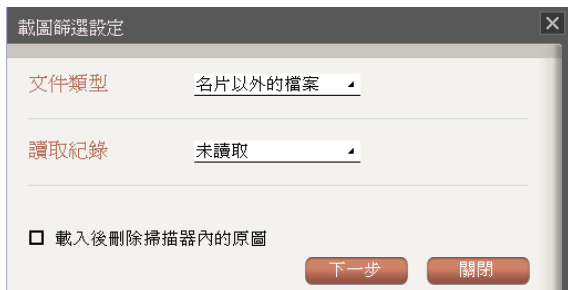 載圖篩選設定
文件類型 名片以外的檔案
讀取紀錄 未讀取
載入後刪除掃描器內的原圖
下一步 關閉